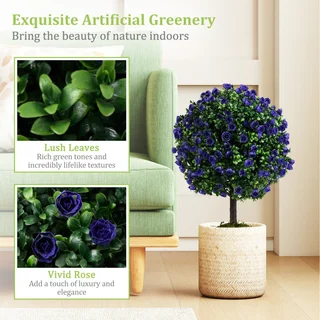 Exquisite Artificial Greenery
Bring the beauty of nature indoors
Lush Leaves
Rich green tones and
incredibly lifelike textures
Vivid Rose
Add a touch of luxury and
elegance